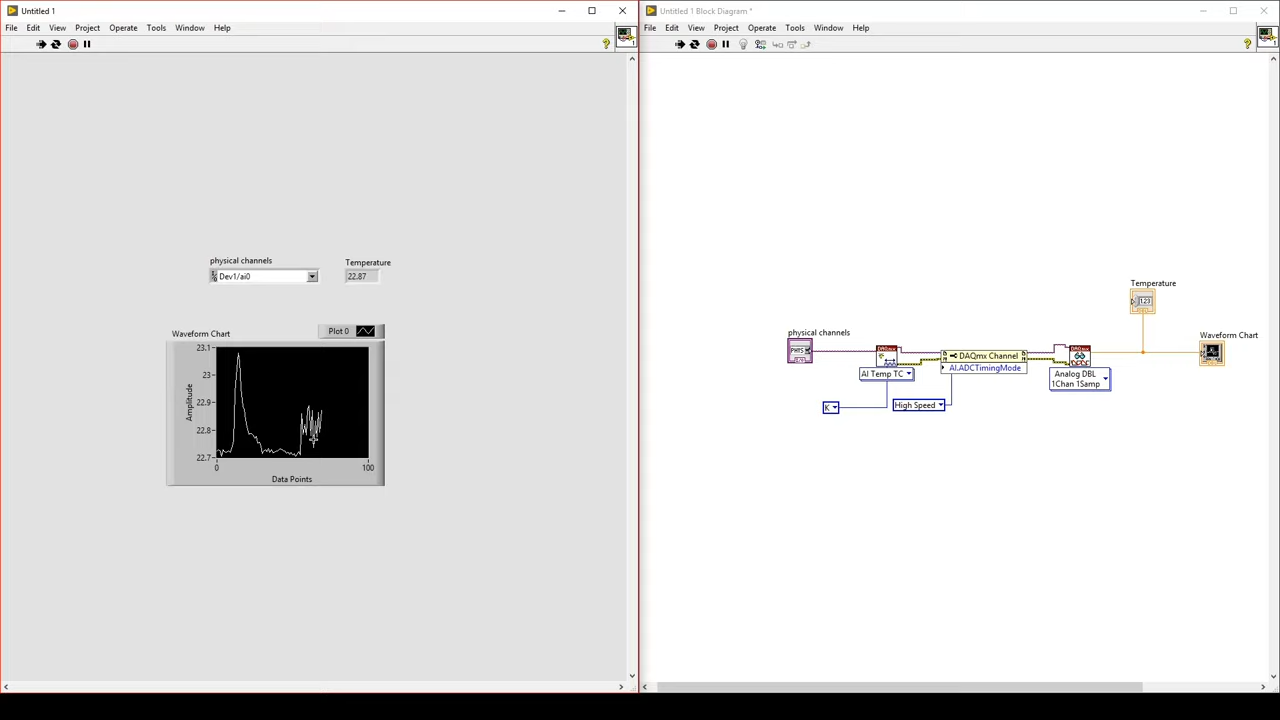 Untitled 1
File Edit View Project Operate Tools Window Help
physical channels
Temperature
Dev1/ai0
22.87
Waveform Chart
Plot 0
23.1
23
22.9
22.8
22.7
Amplitude
0
100
Data Points
Untitled 1 Block Diagram *
File Edit View Project Operate Tools Window Help
Temperature
123
physical channels
Waveform Chart
DAQmx Channel
AI.ADCTimingMode
AI Temp TC
Analog DBL
1Chan 1Samp
K
High Speed